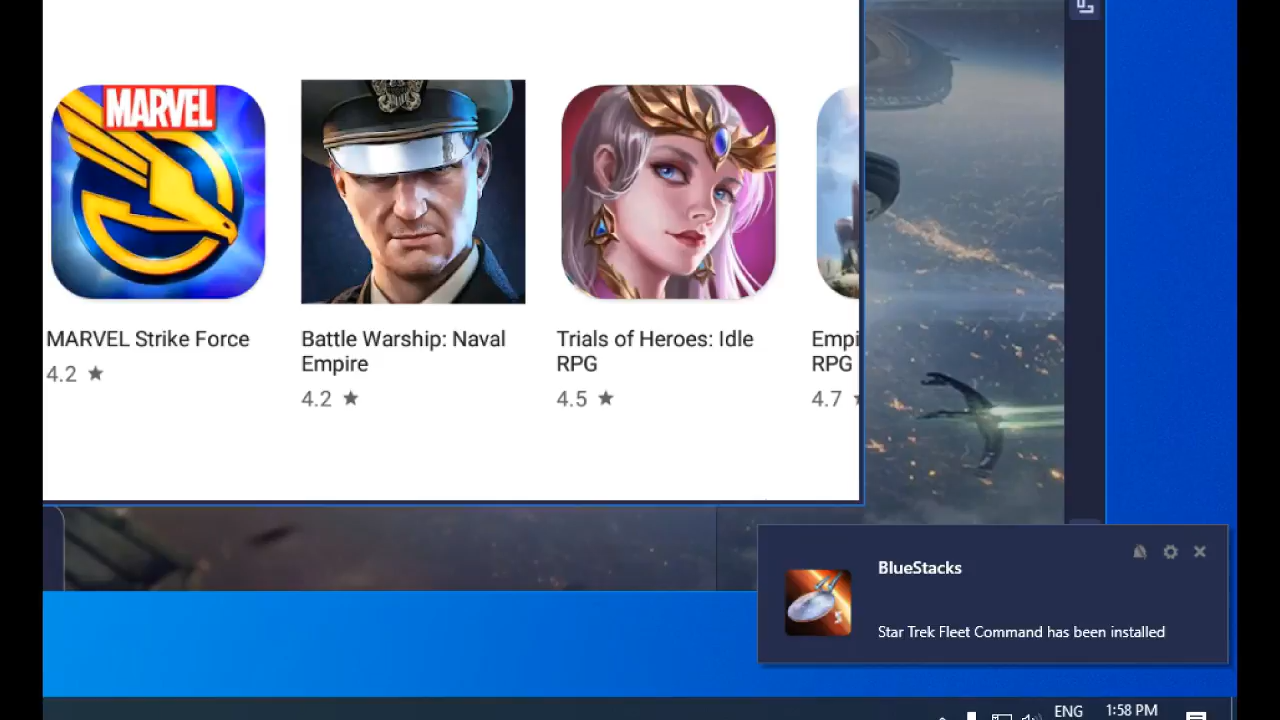 MARVEL
MARVEL Strike Force
4.2 ★
Battle Warship: Naval
Empire
4.2 ★
Trials of Heroes: Idle
RPG
4.5 ★
Empi
RPG
4.7
BlueStacks
Star Trek Fleet Command has been installed
ENG
1:58 PM